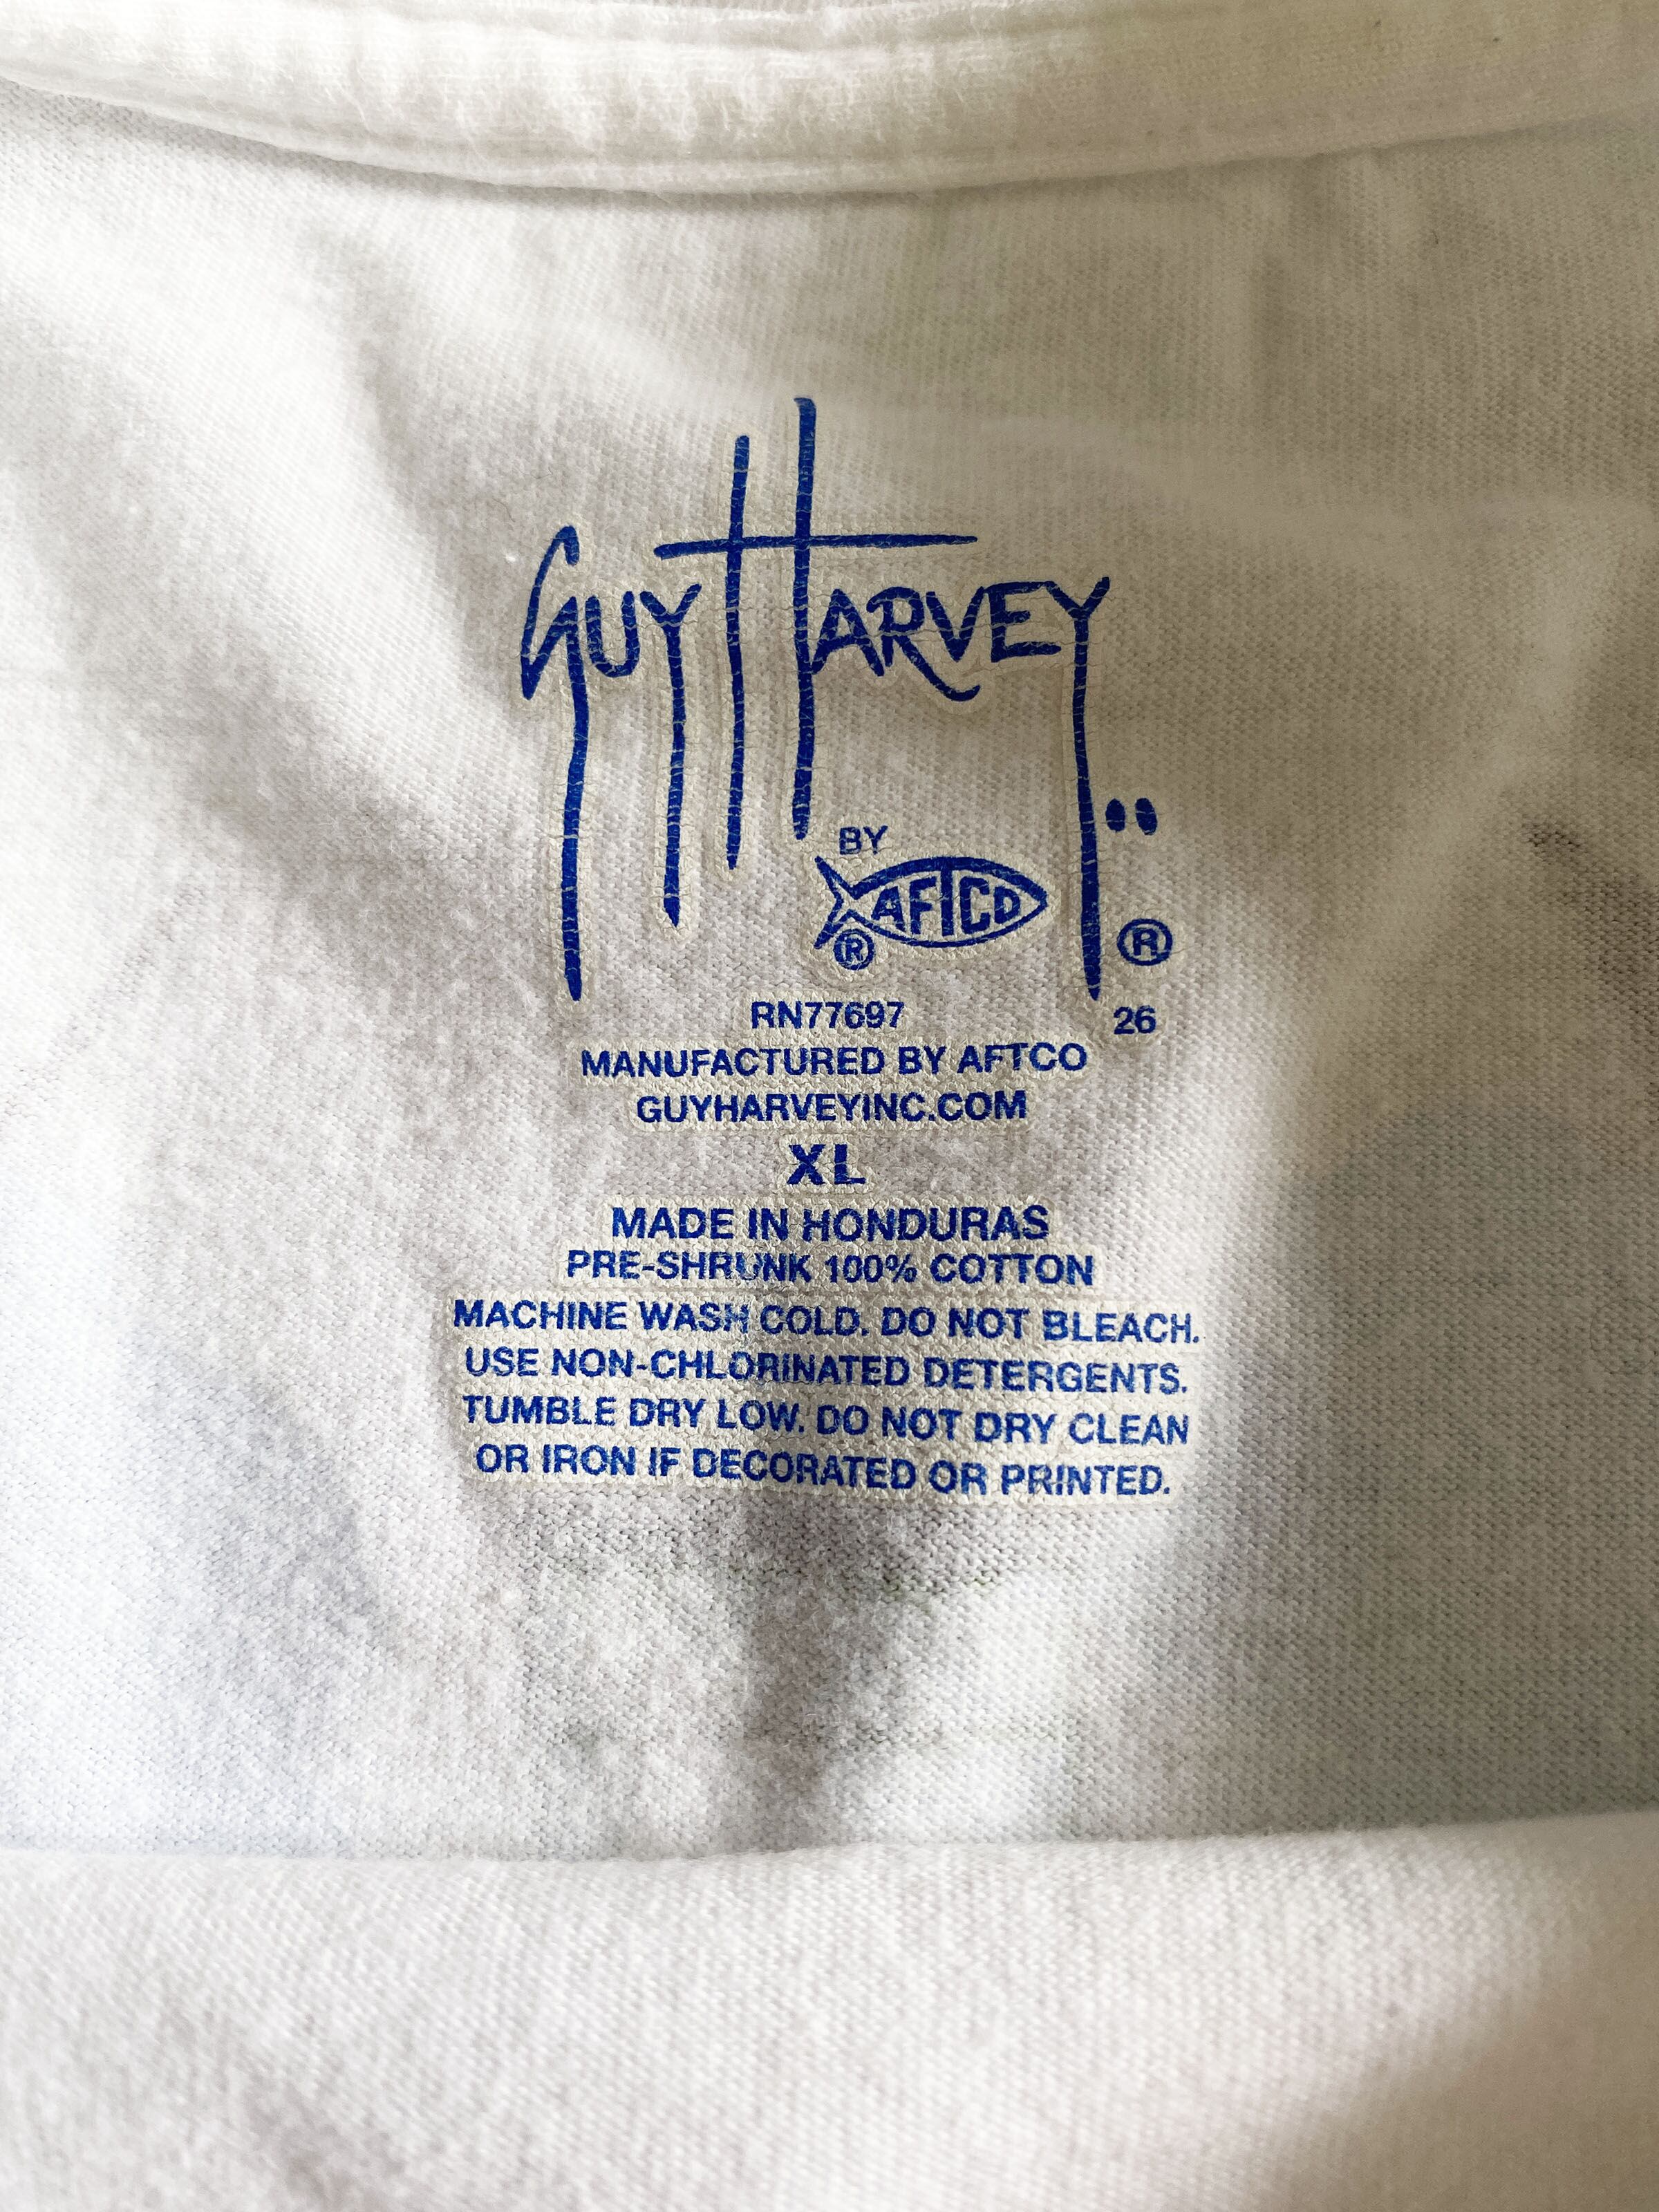 GUY HARVEY
BY
AFTCO
®
®
RN77697
26
MANUFACTURED BY AFTCO
GUYHARVEYINC.COM
XL
MADE IN HONDURAS
PRE-SHRUNK 100% COTTON
MACHINE WASH COLD. DO NOT BLEACH.
USE NON-CHLORINATED DETERGENTS.
TUMBLE DRY LOW. DO NOT DRY CLEAN
OR IRON IF DECORATED OR PRINTED.